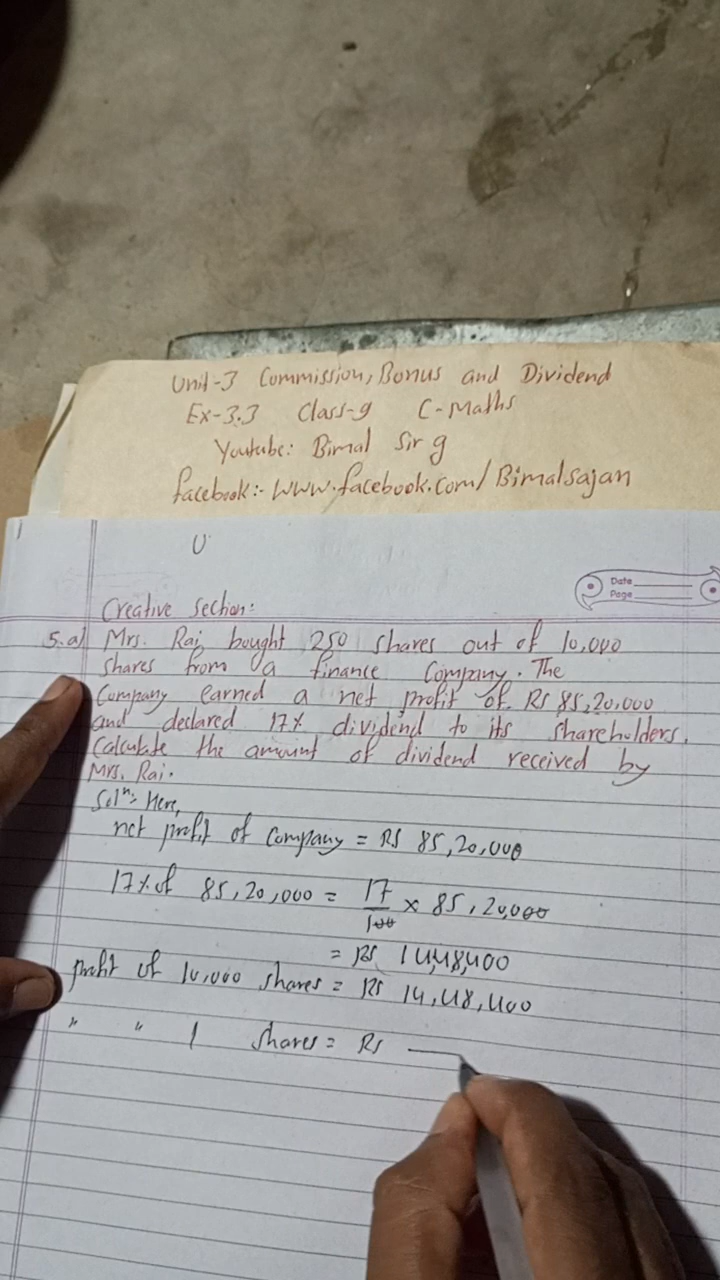 Unit-3 Commission, Bonus and Dividend
Ex-3.3 Class-9 C-Maths
Youtube: Bimal Sir g
facebook:- www.facebook.com/Bimalsajan
Date
Page
Creative section:
5.a) Mrs. Rai bought 250 shares out of 10,000
shares from a finance Company. The
Company earned a net profit of RS 85,20,000
and declared 17% dividend to its shareholders.
Calculate the amount of dividend received by
Mrs. Rai.
Solⁿ: Here,
net profit of Company = RS 85,20,000
17% of 85,20,000 = 17/100 × 85,20,000
= RS 14,48,400
profit of 10,000 shares = RS 14,48,400
" " 1 shares = RS